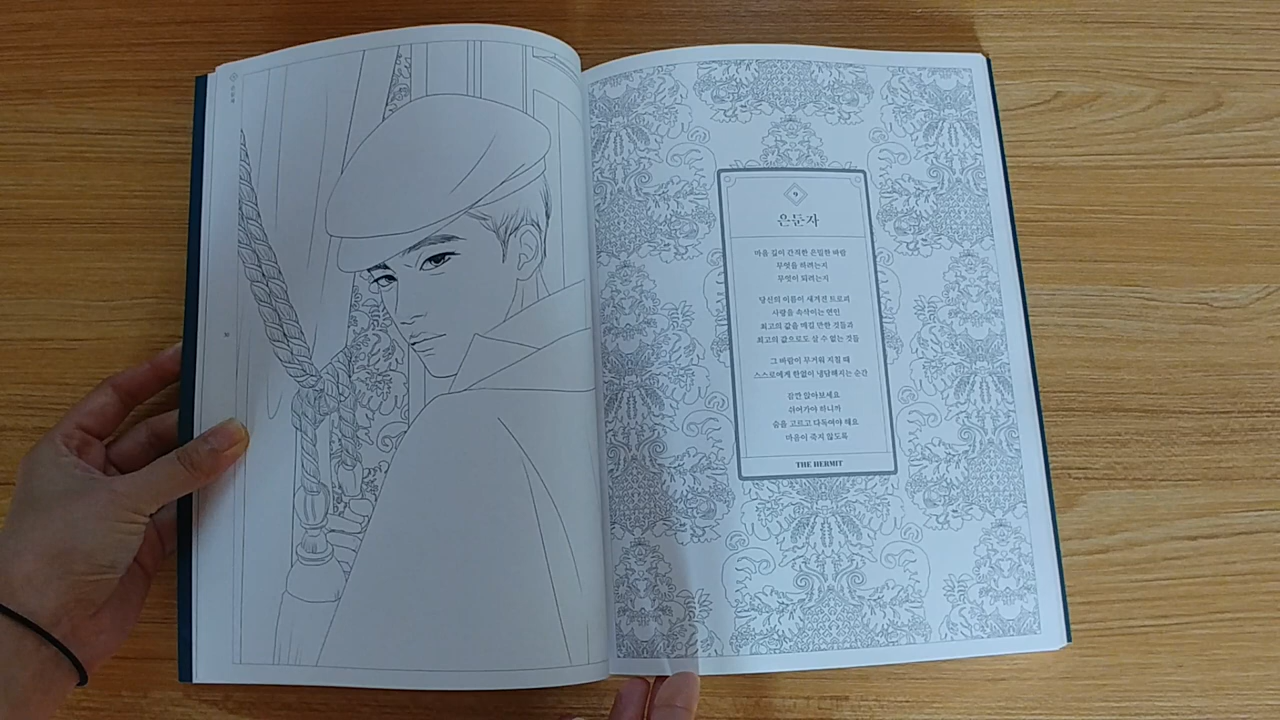 은둔자
30
9
은둔자
마음 깊이 간직한 은밀한 바람
무엇을 하려는지
무엇이 되려는지
당신의 이름이 새겨진 트로피
사랑을 속삭이는 연인
최고의 값을 매길 만한 것들과
최고의 값으로도 살 수 없는 것들
그 바람이 무거워 지칠 때
스스로에게 한없이 냉담해지는 순간
잠깐 앉아보세요
쉬어가야 하니까
숨을 고르고 다독여야 해요
마음이 죽지 않도록
THE HERMIT